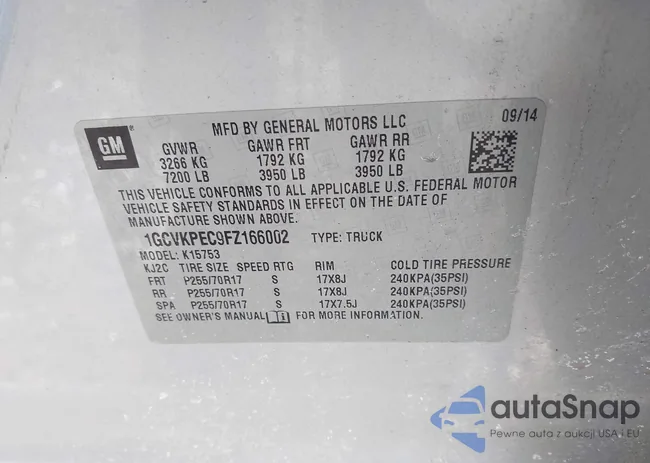 MFD BY GENERAL MOTORS LLC 09/14
GM
GVWR GAWR FRT GAWR RR
3266 KG 1792 KG 1792 KG
7200 LB 3950 LB 3950 LB
THIS VEHICLE CONFORMS TO ALL APPLICABLE U.S. FEDERAL MOTOR
VEHICLE SAFETY STANDARDS IN EFFECT ON THE DATE OF
MANUFACTURE SHOWN ABOVE.
1GCVKPEC9FZ166002 TYPE: TRUCK
MODEL: K15753
KJ2C TIRE SIZE SPEED RTG RIM COLD TIRE PRESSURE
FRT P255/70R17 S 17X8J 240KPA(35PSI)
RR P255/70R17 S 17X8J 240KPA(35PSI)
SPA P255/70R17 S 17X7.5J 240KPA(35PSI)
SEE OWNER'S MANUAL FOR MORE INFORMATION.
autaSnap
Pewne auta z aukcji USA i EU